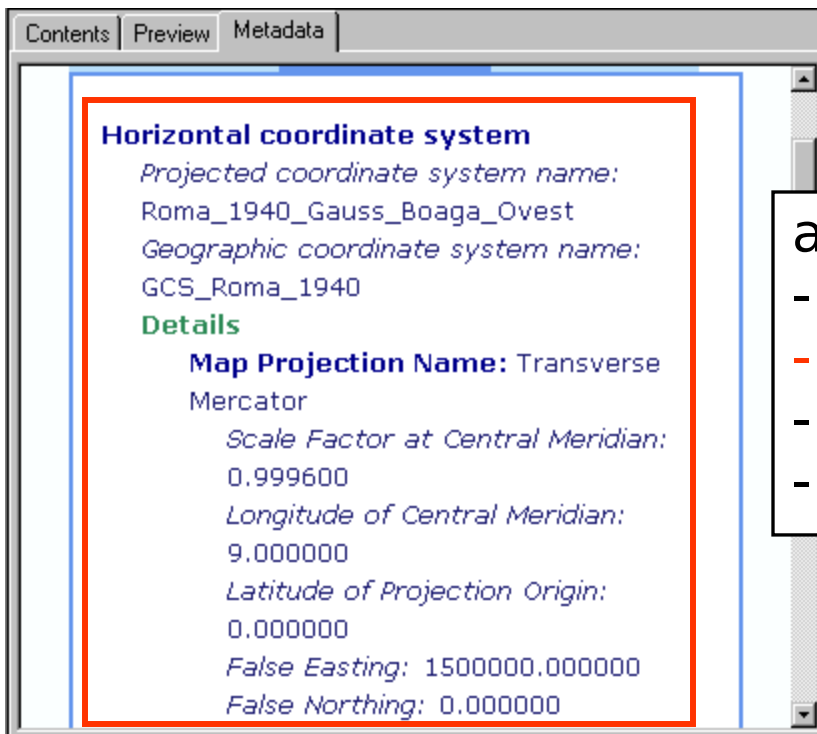 Contents Preview Metadata
Horizontal coordinate system
Projected coordinate system name:
Roma_1940_Gauss_Boaga_Ovest
Geographic coordinate system name:
GCS_Roma_1940
Details
Map Projection Name: Transverse
Mercator
Scale Factor at Central Meridian:
0.999600
Longitude of Central Meridian:
9.000000
Latitude of Projection Origin:
0.000000
False Easting: 1500000.000000
False Northing: 0.000000
a
-
-
-
-